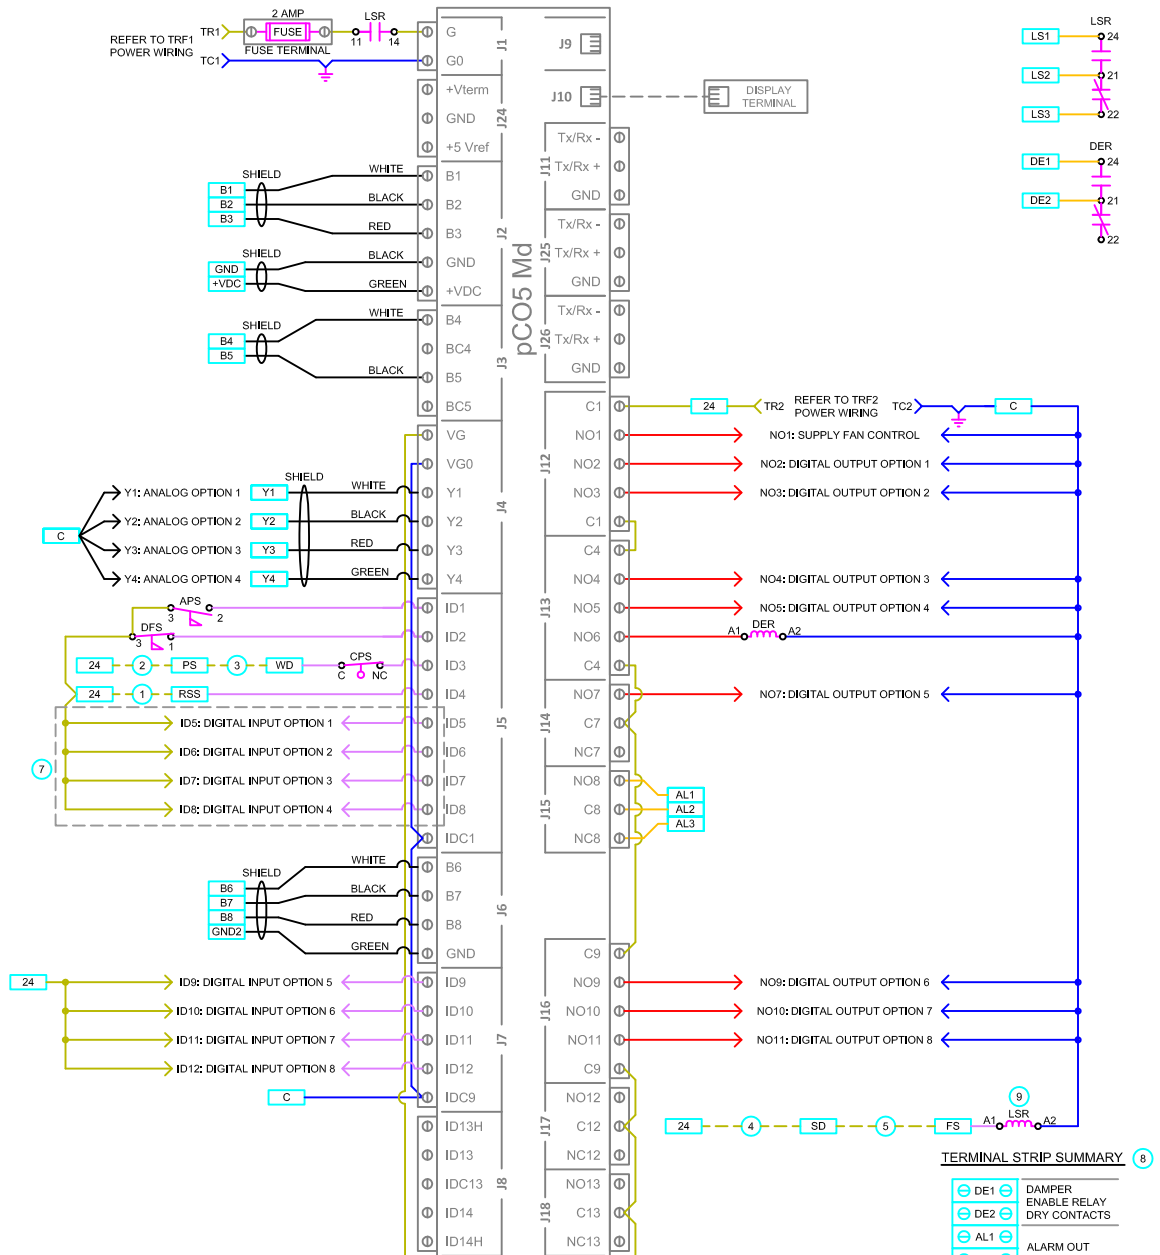 2 AMP
LSR
REFER TO TRF1
POWER WIRING
TR1
FUSE
11
14
FUSE TERMINAL
TC1
G
G0
J1
+Vterm
GND
+5 Vref
J24
SHIELD
B1
B2
B3
WHITE
BLACK
RED
B1
B2
B3
SHIELD
GND
+VDC
BLACK
GREEN
GND
+VDC
J2
SHIELD
B4
B5
WHITE
BLACK
B4
BC4
B5
BC5
J3
VG
VG0
SHIELD
C
Y1: ANALOG OPTION 1
Y1
WHITE
Y1
Y2: ANALOG OPTION 2
Y2
BLACK
Y2
Y3: ANALOG OPTION 3
Y3
RED
Y3
Y4: ANALOG OPTION 4
Y4
GREEN
Y4
J4
APS
3
2
ID1
DFS
3
1
ID2
24
2
PS
3
WD
CPS
C
NC
ID3
24
1
RSS
ID4
7
ID5: DIGITAL INPUT OPTION 1
ID5
ID6: DIGITAL INPUT OPTION 2
ID6
ID7: DIGITAL INPUT OPTION 3
ID7
ID8: DIGITAL INPUT OPTION 4
ID8
IDC1
J5
SHIELD
B6
B7
B8
GND2
WHITE
BLACK
RED
GREEN
B6
B7
B8
GND
J6
24
ID9: DIGITAL INPUT OPTION 5
ID9
ID10: DIGITAL INPUT OPTION 6
ID10
ID11: DIGITAL INPUT OPTION 7
ID11
ID12: DIGITAL INPUT OPTION 8
ID12
C
IDC9
J7
ID13H
ID13
IDC13
ID14
ID14H
J8
pCO5 Md
J9
J10
DISPLAY
TERMINAL
J11
Tx/Rx -
Tx/Rx +
GND
J25
Tx/Rx -
Tx/Rx +
GND
J26
Tx/Rx -
Tx/Rx +
GND
J12
C1
24
TR2
REFER TO TRF2
POWER WIRING
TC2
C
NO1
NO1: SUPPLY FAN CONTROL
NO2
NO2: DIGITAL OUTPUT OPTION 1
NO3
NO3: DIGITAL OUTPUT OPTION 2
C1
J13
C4
NO4
NO4: DIGITAL OUTPUT OPTION 3
NO5
NO5: DIGITAL OUTPUT OPTION 4
NO6
A1
DER
A2
C4
J14
NO7
NO7: DIGITAL OUTPUT OPTION 5
C7
NC7
J15
NO8
C8
NC8
AL1
AL2
AL3
J16
C9
NO9
NO9: DIGITAL OUTPUT OPTION 6
NO10
NO10: DIGITAL OUTPUT OPTION 7
NO11
NO11: DIGITAL OUTPUT OPTION 8
C9
J17
NO12
C12
NC12
J18
NO13
C13
NC13
24
4
SD
5
FS
A1
9
LSR
A2
LSR
LS1
24
LS2
21
LS3
22
DER
DE1
24
DE2
21
22
TERMINAL STRIP SUMMARY
8
DE1
DE2
DAMPER
ENABLE RELAY
DRY CONTACTS
AL1
ALARM OUT